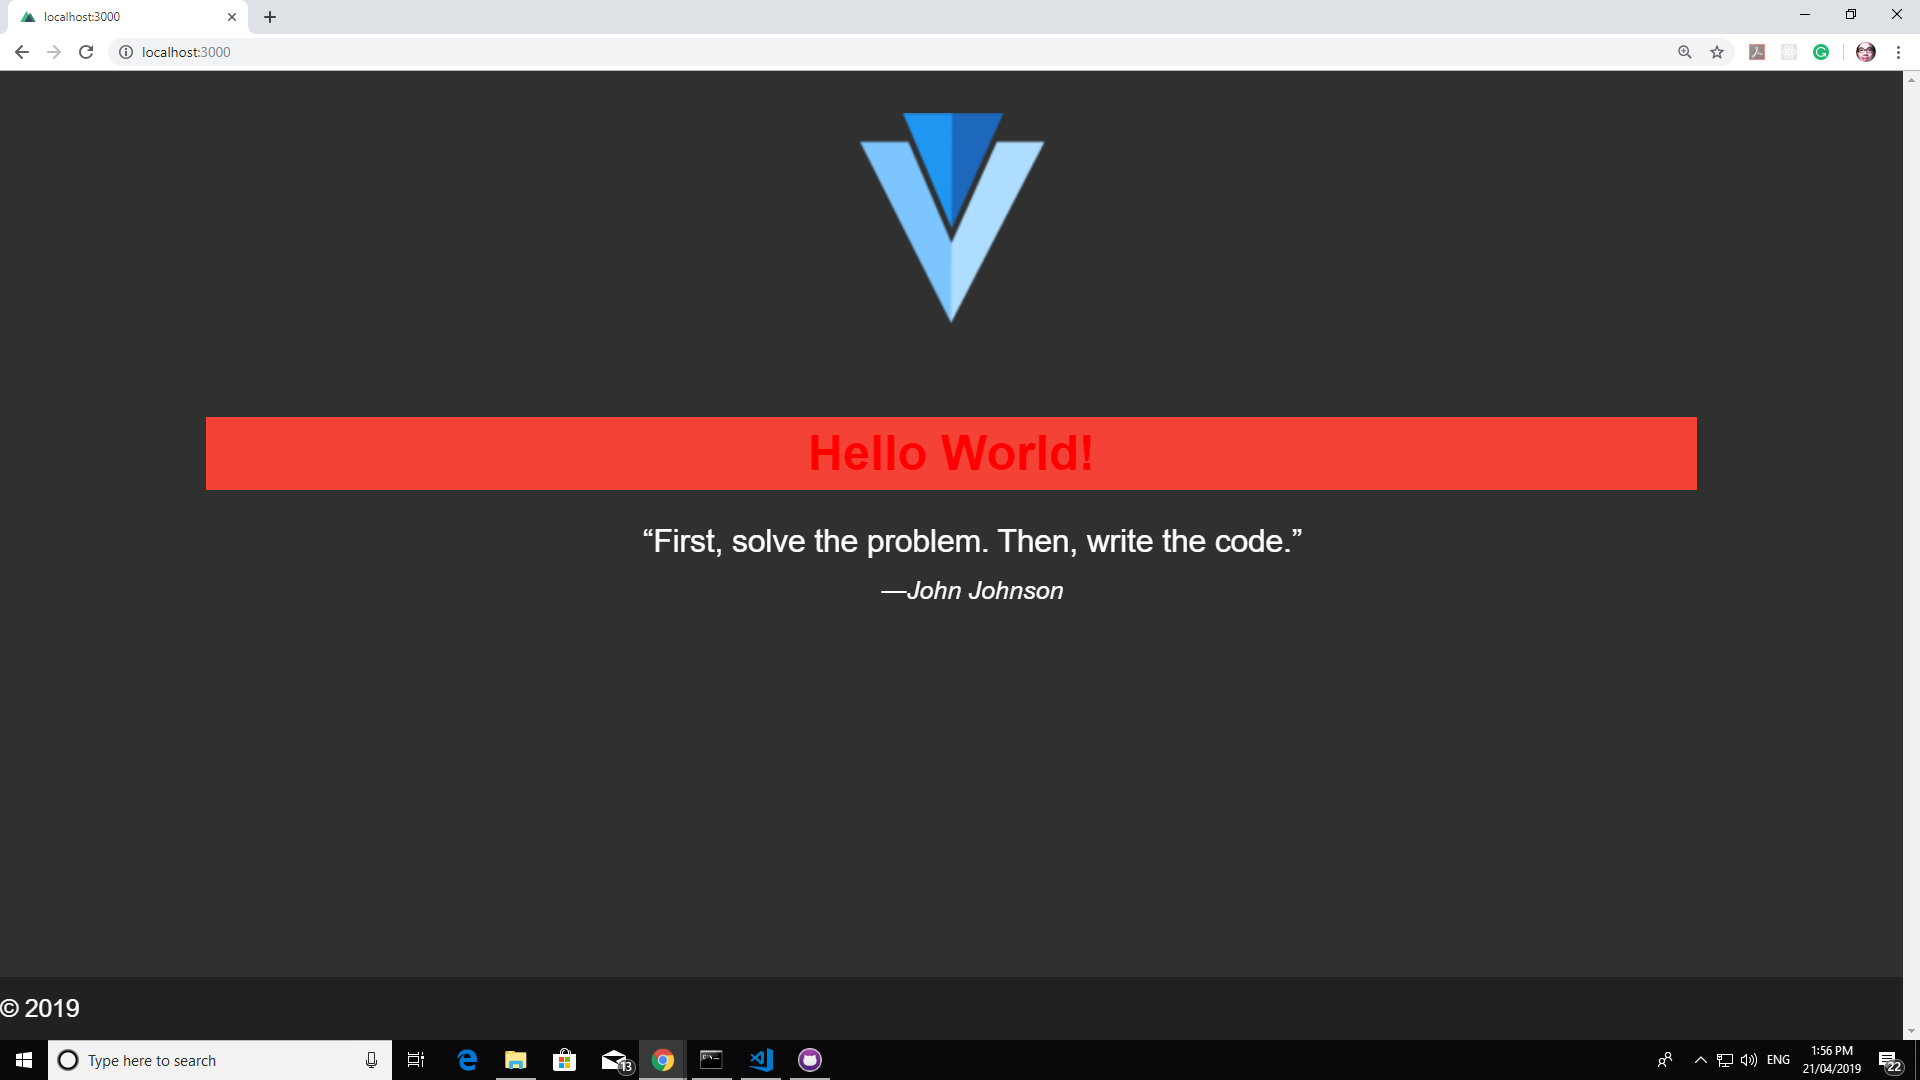 localhost:3000
localhost:3000
Hello World!
“First, solve the problem. Then, write the code.”
—John Johnson
© 2019
Type here to search
13
ENG
1:56 PM
21/04/2019
22